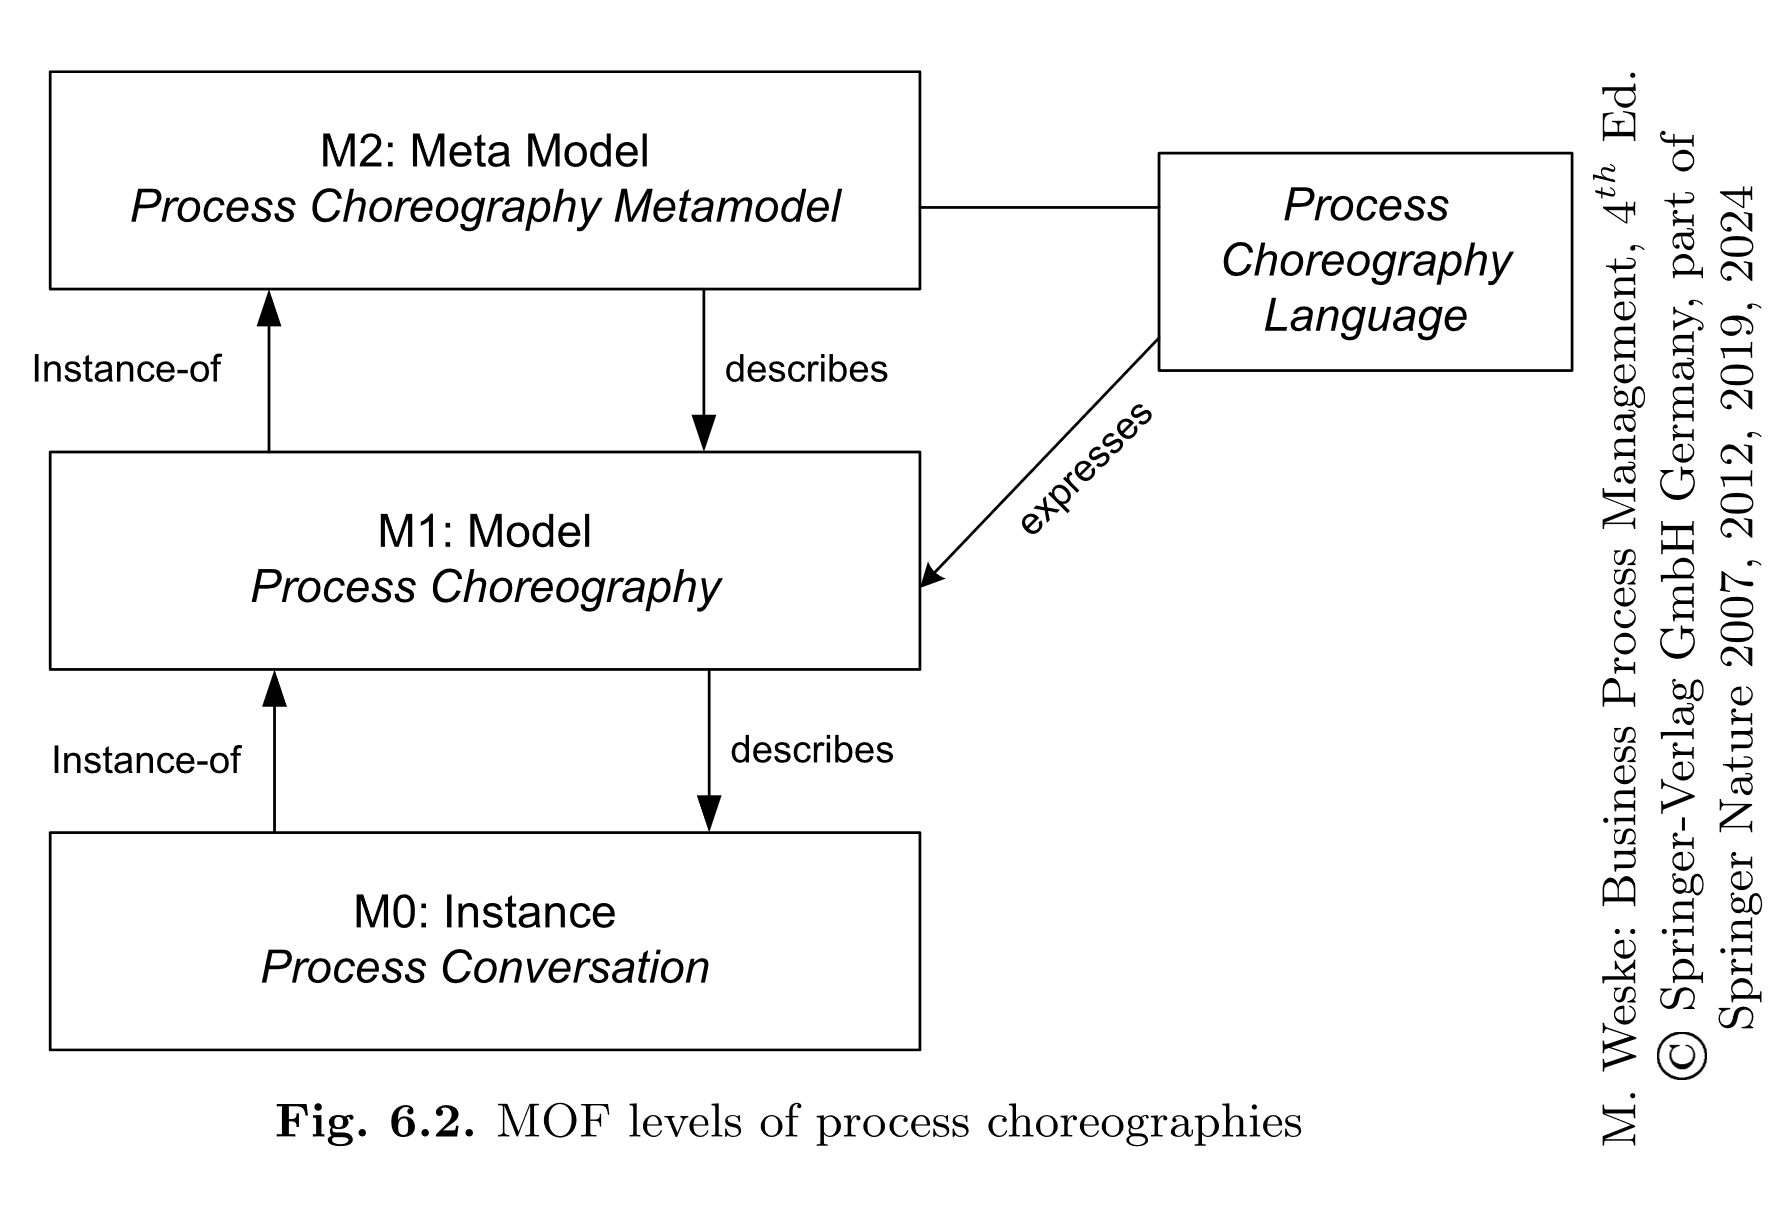 M2: Meta Model
Process Choreography Metamodel
Process
Choreography
Language
Instance-of
describes
expresses
M1: Model
Process Choreography
Instance-of
describes
M0: Instance
Process Conversation
Fig. 6.2. MOF levels of process choreographies
M. Weske: Business Process Management, 4th Ed.
© Springer-Verlag GmbH Germany, part of
Springer Nature 2007, 2012, 2019, 2024